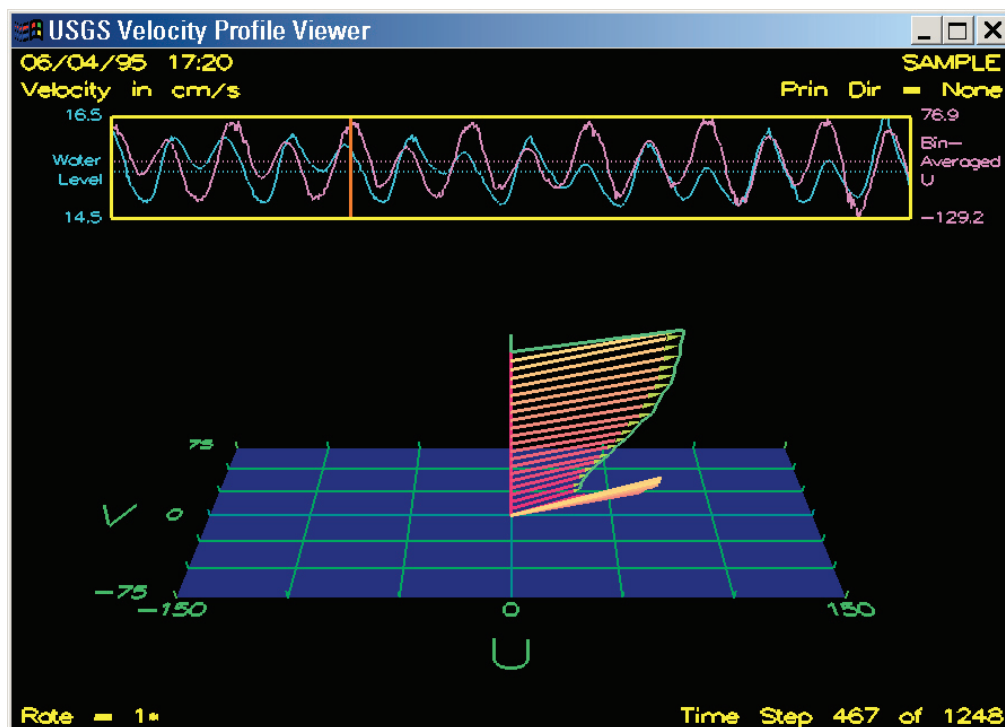 USGS Velocity Profile Viewer
06/04/95 17:20
SAMPLE
Velocity in cm/s
Prin Dir = None
16.5
76.9
Water
Level
Bin-
Averaged
U
14.5
-129.2
75
V
0
-75
-150
0
150
U
Rate = 1*
Time Step 467 of 1248